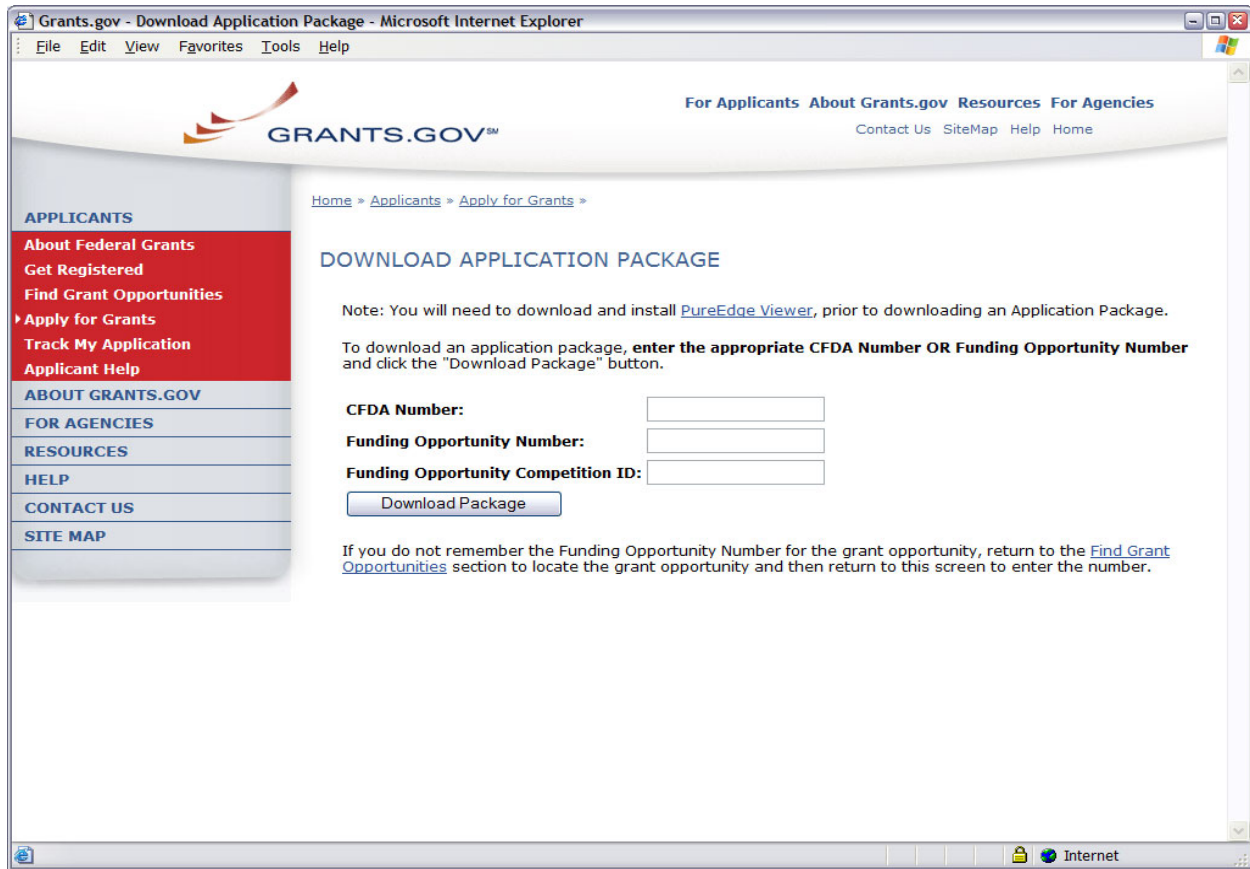 Grants.gov - Download Application Package - Microsoft Internet Explorer
File Edit View Favorites Tools Help
For Applicants About Grants.gov Resources For Agencies
Contact Us SiteMap Help Home
GRANTS.GOV℠
APPLICANTS
About Federal Grants
Get Registered
Find Grant Opportunities
Apply for Grants
Track My Application
Applicant Help
ABOUT GRANTS.GOV
FOR AGENCIES
RESOURCES
HELP
CONTACT US
SITE MAP
Home » Applicants » Apply for Grants »
DOWNLOAD APPLICATION PACKAGE
Note: You will need to download and install PureEdge Viewer, prior to downloading an Application Package.
To download an application package, enter the appropriate CFDA Number OR Funding Opportunity Number
and click the "Download Package" button.
CFDA Number:
Funding Opportunity Number:
Funding Opportunity Competition ID:
Download Package
If you do not remember the Funding Opportunity Number for the grant opportunity, return to the Find Grant
Opportunities section to locate the grant opportunity and then return to this screen to enter the number.
Internet